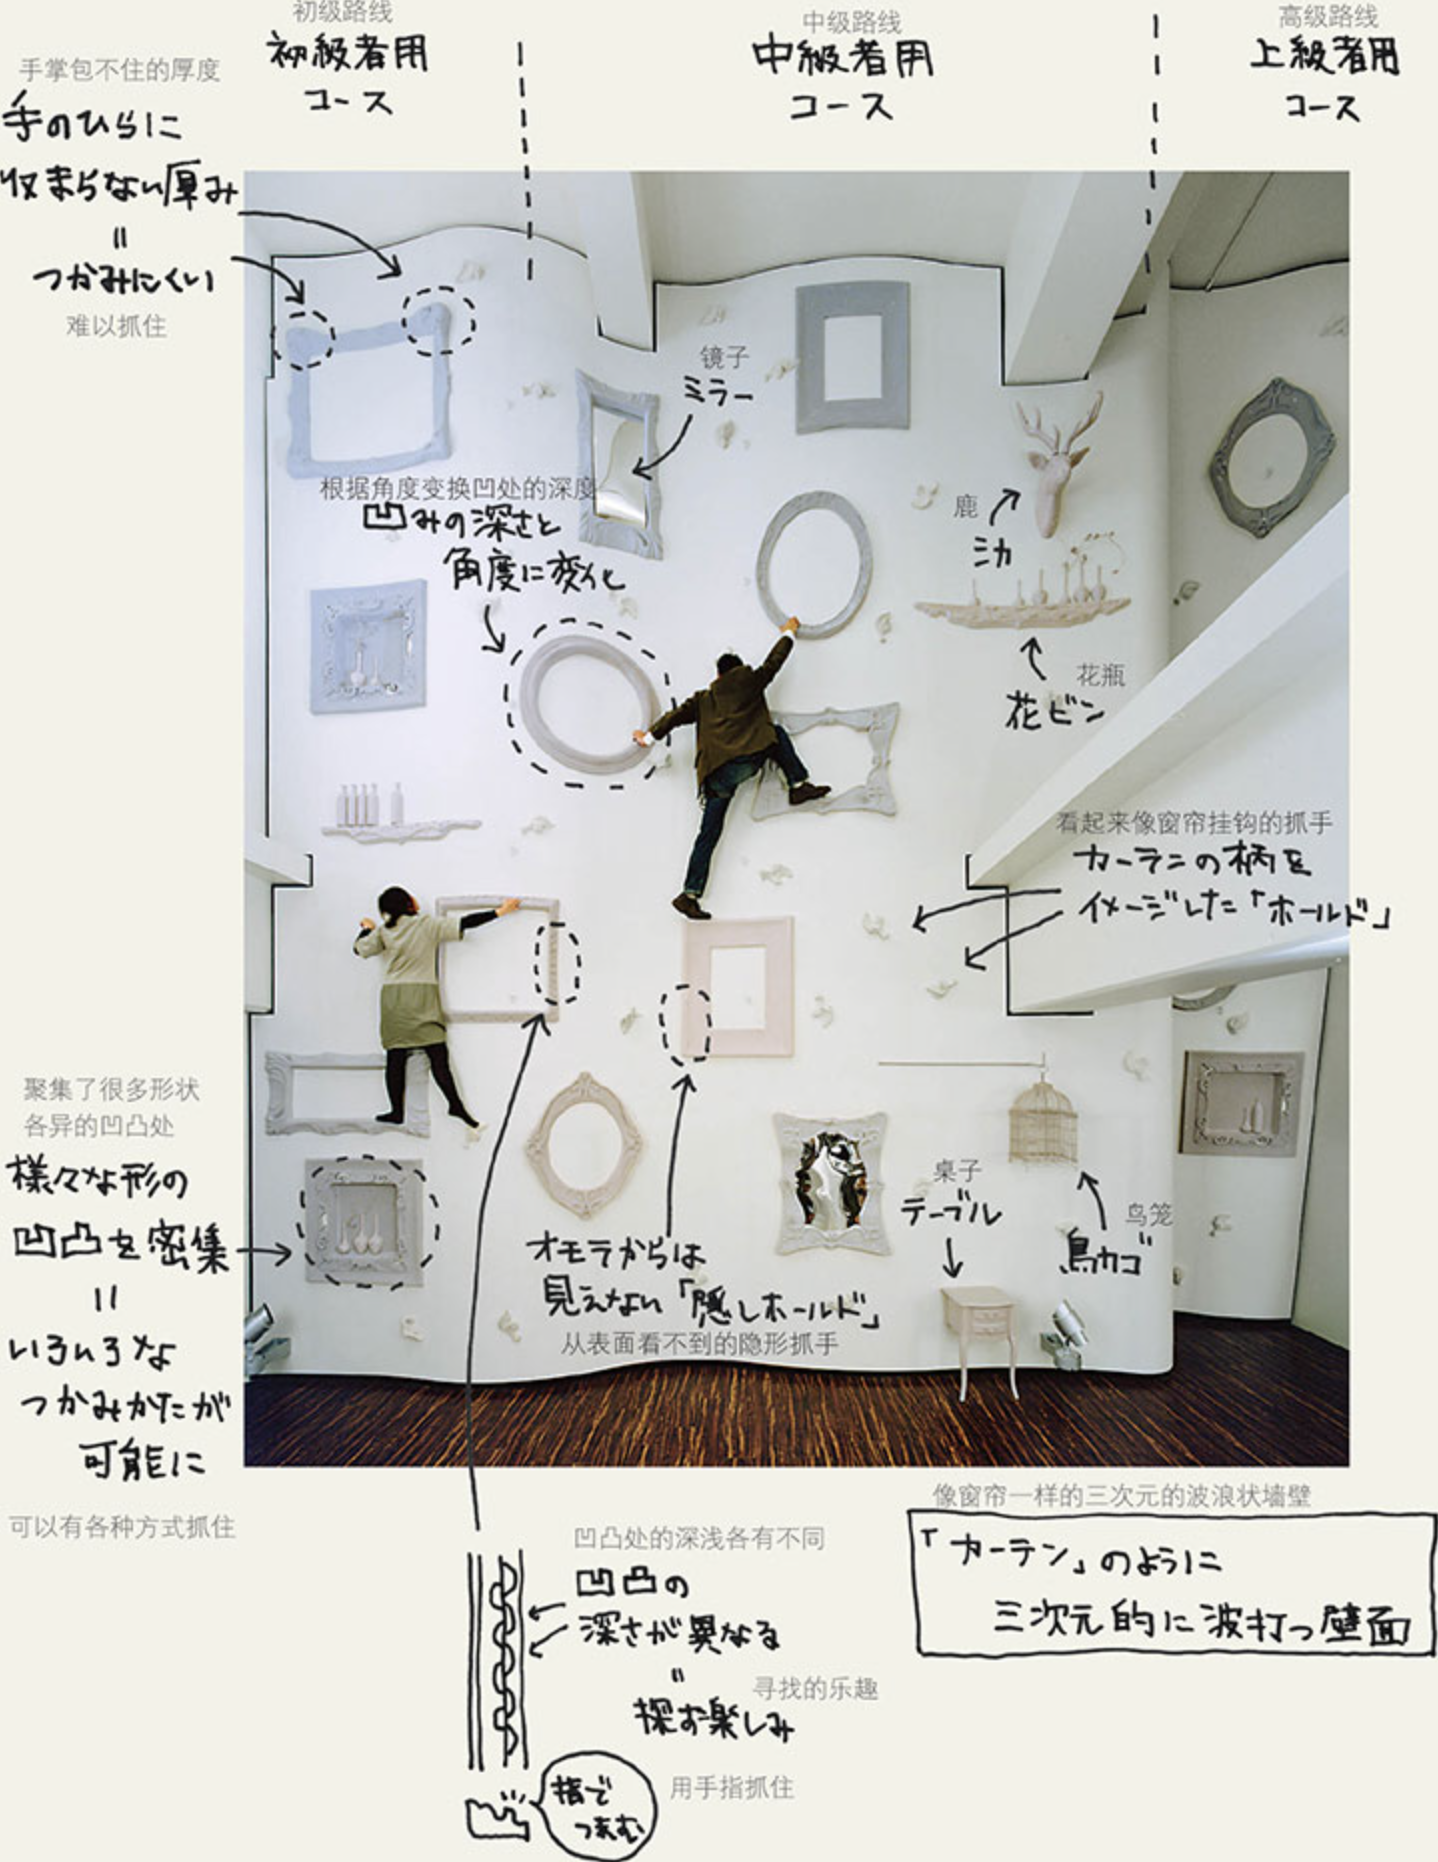 初级路线
初級者用
コース
中级路线
中級者用
コース
高级路线
上級者用
コース
手掌包不住的厚度
手のひらに
収まらない厚み
＝
つかみにくい
难以抓住
镜子
ミラー
根据角度变换凹处的深度
凹みの深さと
角度に変化
鹿
シカ
花瓶
花ビン
看起来像窗帘挂钩的抓手
カーテンの柄を
イメージした「ホールド」
聚集了很多形状
各异的凹凸处
様々な形の
凹凸を密集
＝
いろいろな
つかみかたが
可能に
可以有各种方式抓住
オモテからは
見えない「隠しホールド」
从表面看不到的隐形抓手
桌子
テーブル
鸟笼
鳥カゴ
像窗帘一样的三次元的波浪状墙壁
「カーテン」のように
三次元的に波打つ壁面
凹凸处的深浅各有不同
凹凸の
深さが異なる
＝
寻找的乐趣
探す楽しみ
用手指抓住
指で
つまむ